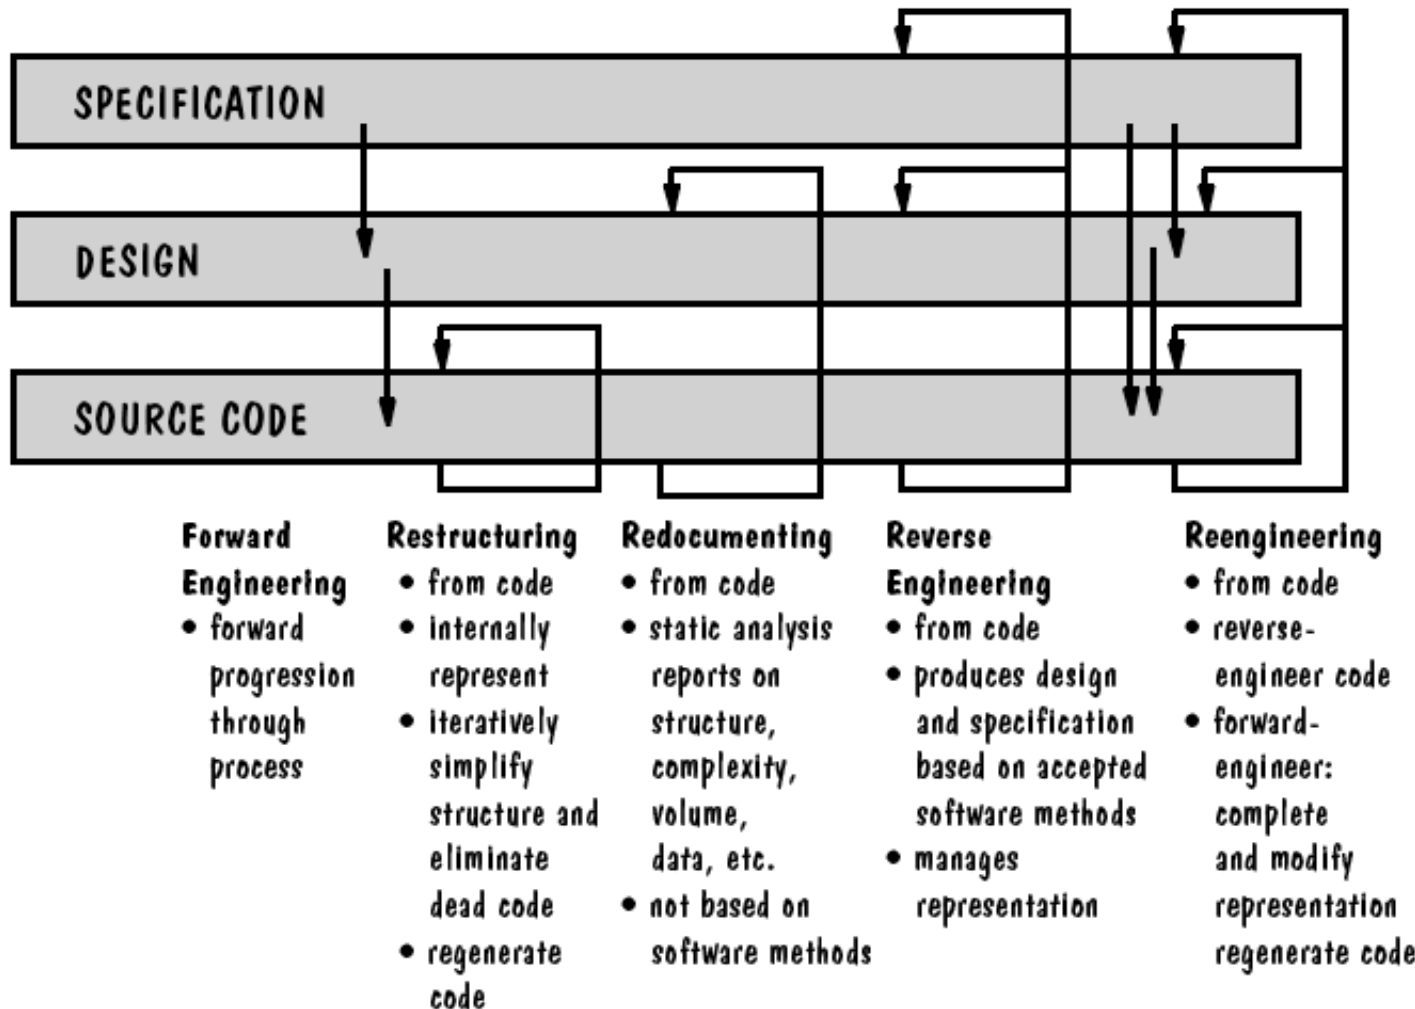 SPECIFICATION
DESIGN
SOURCE CODE
Forward
Engineering
• forward
progression
through
process
Restructuring
• from code
• internally
represent
• iteratively
simplify
structure and
eliminate
dead code
• regenerate
code
Redocumenting
• from code
• static analysis
reports on
structure,
complexity,
volume,
data, etc.
• not based on
software methods
Reverse
Engineering
• from code
• produces design
and specification
based on accepted
software methods
• manages
representation
Reengineering
• from code
• reverse-
engineer code
• forward-
engineer:
complete
and modify
representation
regenerate code